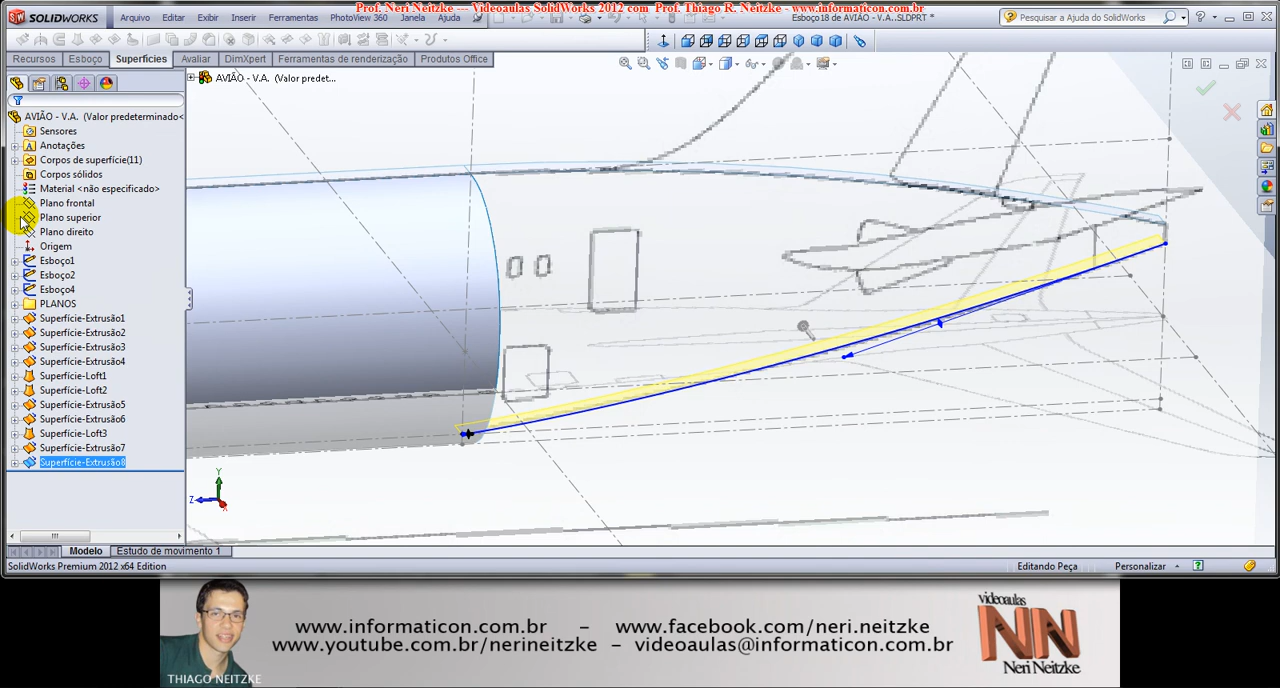 Prof. Neri Neitzke --- Videoaulas SolidWorks 2012 com Prof. Thiago R. Neitzke - www.informaticon.com.br
SOLIDWORKS
Arquivo Editar Exibir Inserir Ferramentas PhotoView 360 Janela Ajuda
Esboço18 de AVIÃO - V.A..SLDPRT *
Pesquisar a Ajuda do SolidWorks
Recursos Esboço Superfícies Avaliar DimXpert Ferramentas de renderização Produtos Office
AVIÃO - V.A. (Valor predet...
AVIÃO - V.A. (Valor predeterminado<
Sensores
Anotações
Corpos de superfície(11)
Corpos sólidos
Material <não especificado>
Plano frontal
Plano superior
Plano direito
Origem
Esboço1
Esboço2
Esboço4
PLANOS
Superfície-Extrusão1
Superfície-Extrusão2
Superfície-Extrusão3
Superfície-Extrusão4
Superfície-Loft1
Superfície-Loft2
Superfície-Extrusão5
Superfície-Extrusão6
Superfície-Loft3
Superfície-Extrusão7
Superfície-Extrusão8
Y
Z
X
Modelo Estudo de movimento 1
SolidWorks Premium 2012 x64 Edition
Editando Peça
Personalizar
www.informaticon.com.br - www.facebook.com/neri.neitzke
www.youtube.com.br/nerineitzke - videoaulas@informaticon.com.br
THIAGO NEITZKE
videoaulas
NN
Neri Neitzke